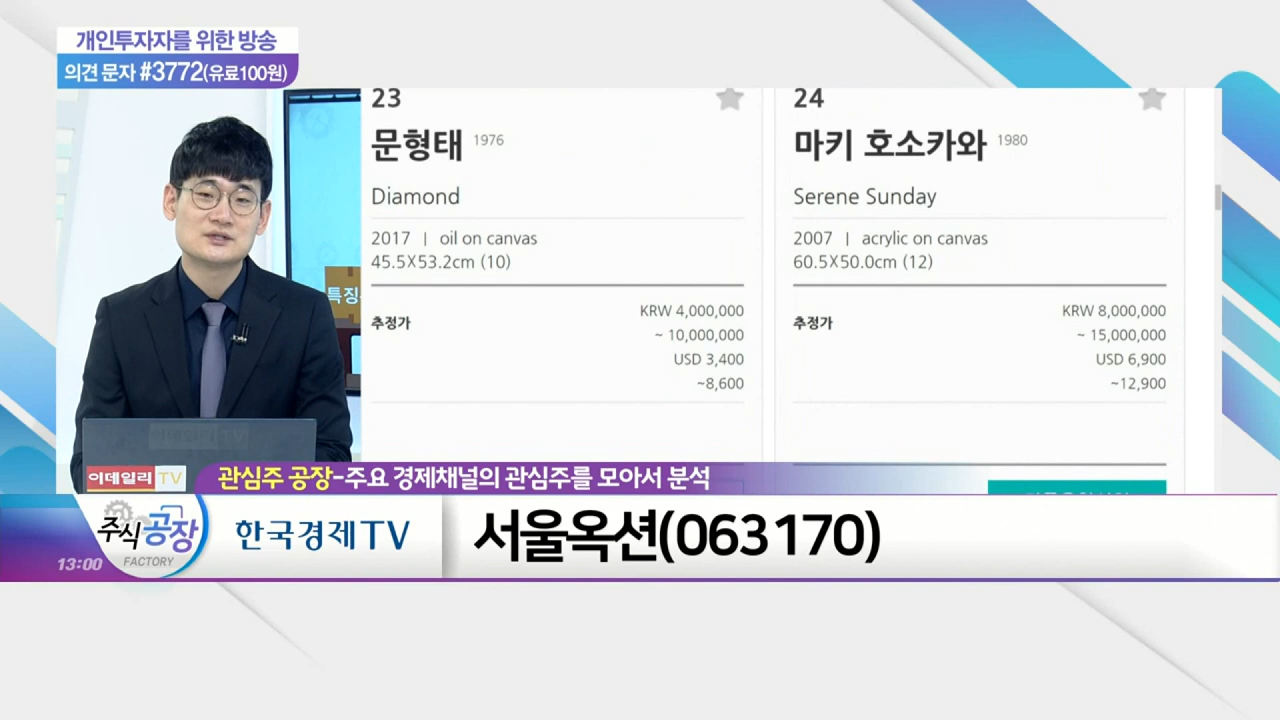 개인투자자를 위한 방송
의견 문자 #3772(유료100원)
23
문형태 1976
Diamond
2017 | oil on canvas
45.5X53.2cm (10)
추정가
KRW 4,000,000
~ 10,000,000
USD 3,400
~8,600
24
마키 호소카와 1980
Serene Sunday
2007 | acrylic on canvas
60.5X50.0cm (12)
추정가
KRW 8,000,000
~ 15,000,000
USD 6,900
~12,900
특징
이데일리 TV
이데일리TV
관심주 공장-주요 경제채널의 관심주를 모아서 분석
주식공장
FACTORY
13:00
한국경제TV
서울옥션(063170)